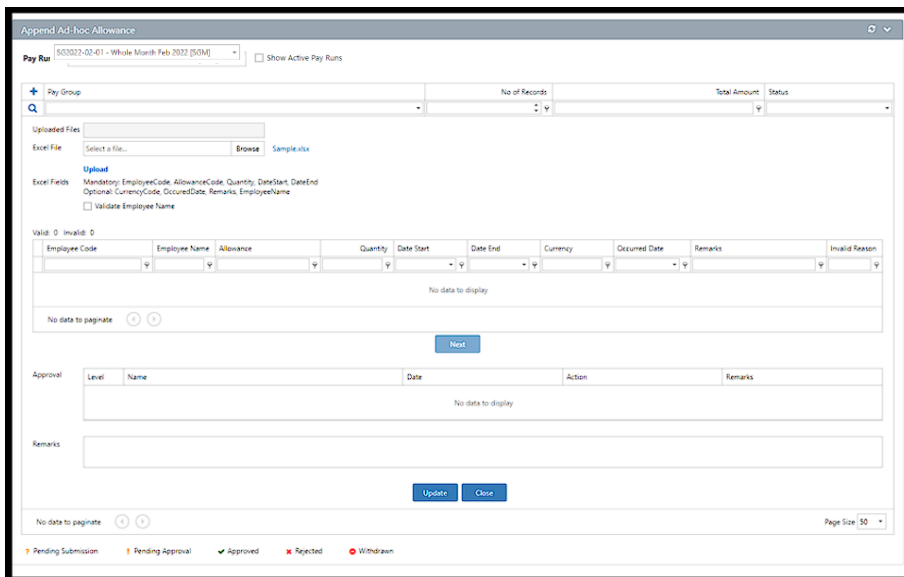 Append Ad-hoc Allowance
Pay Run SG2022-02-01 - Whole Month Feb 2022 [SGM] Show Active Pay Runs
Pay Group No of Records Total Amount Status
Uploaded Files
Excel File Select a file... Browse Sample.xlsx
Upload
Excel Fields Mandatory: EmployeeCode, AllowanceCode, Quantity, DateStart, DateEnd
Optional: CurrencyCode, OccuredDate, Remarks, EmployeeName
Validate Employee Name
Valid: 0 Invalid: 0
Employee Code Employee Name Allowance Quantity Date Start Date End Currency Occurred Date Remarks Invalid Reason
No data to display
No data to paginate
Next
Approval Level Name Date Action Remarks
No data to display
Remarks
Update Close
No data to paginate Page Size 50
? Pending Submission ! Pending Approval Approved Rejected Withdrawn